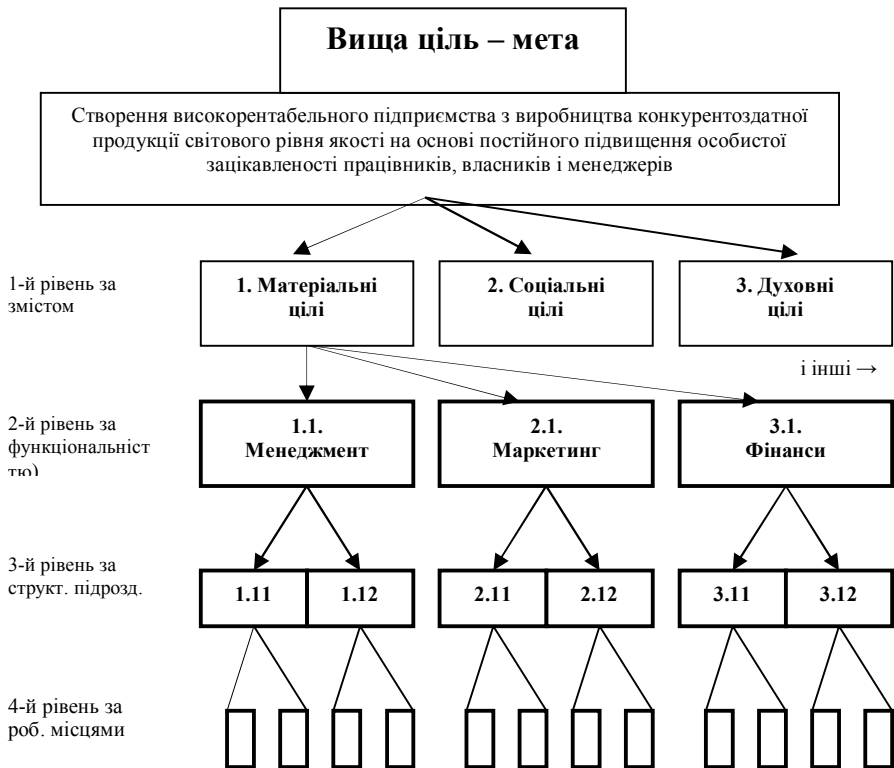 Вища ціль – мета
Створення високорентабельного підприємства з виробництва конкурентоздатної
продукції світового рівня якості на основі постійного підвищення особистої
зацікавленості працівників, власників і менеджерів
1-й рівень за
змістом
1. Матеріальні
цілі
2. Соціальні
цілі
3. Духовні
цілі
і інші →
2-й рівень за
функціональніст
тю)
1.1.
Менеджмент
2.1.
Маркетинг
3.1.
Фінанси
3-й рівень за
структ. підрозд.
1.11
1.12
2.11
2.12
3.11
3.12
4-й рівень за
роб. місцями